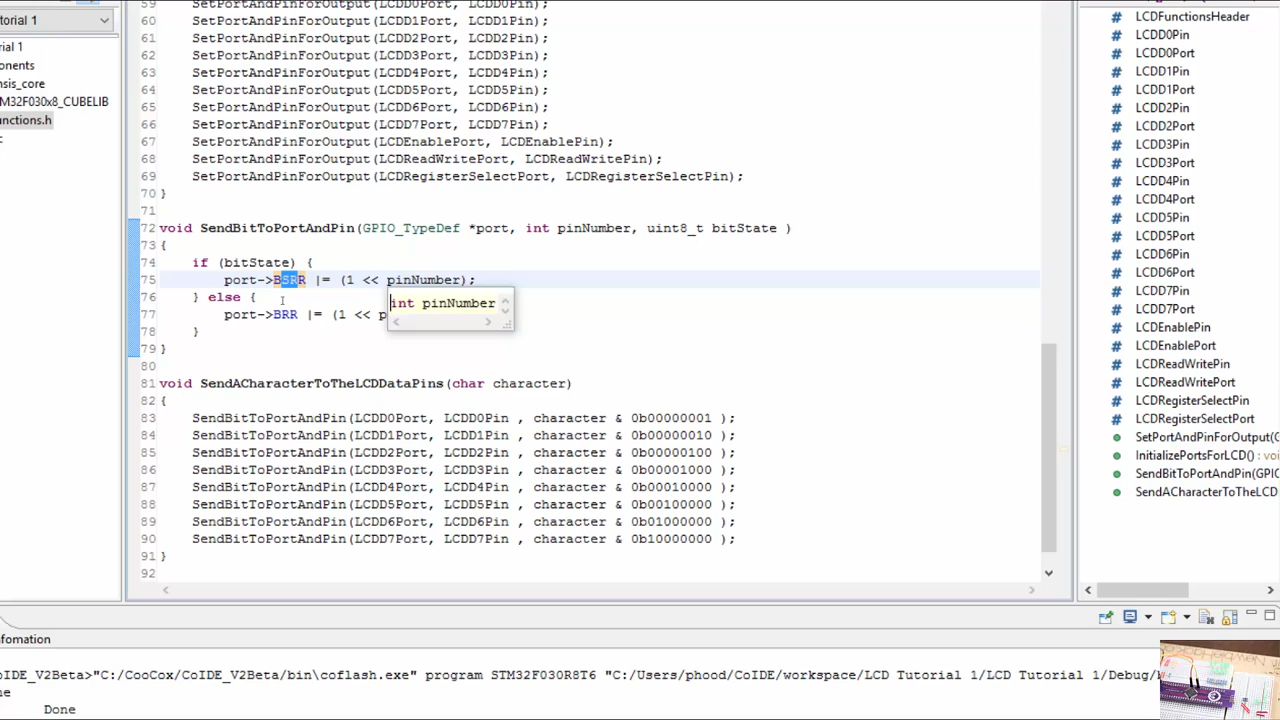 torial 1
rial 1
onents
nsis_core
M32F030x8_CUBELIB
unctions.h
59 SetPortAndPinForOutput(LCDD0Port, LCDD0Pin);
60 SetPortAndPinForOutput(LCDD1Port, LCDD1Pin);
61 SetPortAndPinForOutput(LCDD2Port, LCDD2Pin);
62 SetPortAndPinForOutput(LCDD3Port, LCDD3Pin);
63 SetPortAndPinForOutput(LCDD4Port, LCDD4Pin);
64 SetPortAndPinForOutput(LCDD5Port, LCDD5Pin);
65 SetPortAndPinForOutput(LCDD6Port, LCDD6Pin);
66 SetPortAndPinForOutput(LCDD7Port, LCDD7Pin);
67 SetPortAndPinForOutput(LCDEnablePort, LCDEnablePin);
68 SetPortAndPinForOutput(LCDReadWritePort, LCDReadWritePin);
69 SetPortAndPinForOutput(LCDRegisterSelectPort, LCDRegisterSelectPin);
70 }
71
72 void SendBitToPortAndPin(GPIO_TypeDef *port, int pinNumber, uint8_t bitState )
73 {
74 if (bitState) {
75 port->BSRR |= (1 << pinNumber);
76 } else {
int pinNumber
77 port->BRR |= (1 << p
78 }
79 }
80
81 void SendACharacterToTheLCDDataPins(char character)
82 {
83 SendBitToPortAndPin(LCDD0Port, LCDD0Pin , character & 0b00000001 );
84 SendBitToPortAndPin(LCDD1Port, LCDD1Pin , character & 0b00000010 );
85 SendBitToPortAndPin(LCDD2Port, LCDD2Pin , character & 0b00000100 );
86 SendBitToPortAndPin(LCDD3Port, LCDD3Pin , character & 0b00001000 );
87 SendBitToPortAndPin(LCDD4Port, LCDD4Pin , character & 0b00010000 );
88 SendBitToPortAndPin(LCDD5Port, LCDD5Pin , character & 0b00100000 );
89 SendBitToPortAndPin(LCDD6Port, LCDD6Pin , character & 0b01000000 );
90 SendBitToPortAndPin(LCDD7Port, LCDD7Pin , character & 0b10000000 );
91 }
92
# LCDFunctionsHeader
# LCDD0Pin
# LCDD0Port
# LCDD1Pin
# LCDD1Port
# LCDD2Pin
# LCDD2Port
# LCDD3Pin
# LCDD3Port
# LCDD4Pin
# LCDD4Port
# LCDD5Pin
# LCDD5Port
# LCDD6Pin
# LCDD6Port
# LCDD7Pin
# LCDD7Port
# LCDEnablePin
# LCDEnablePort
# LCDReadWritePin
# LCDReadWritePort
# LCDRegisterSelectPin
# LCDRegisterSelectPort
SetPortAndPinForOutput(G
InitializePortsForLCD() : voi
SendBitToPortAndPin(GPI
SendACharacterToTheLCD
nfomation
oIDE_V2Beta>"C:/CooCox/CoIDE_V2Beta/bin\coflash.exe" program STM32F030R8T6 "C:/Users/phood/CoIDE/workspace/LCD Tutorial 1/LCD Tutorial 1/Debug/
ne
Done